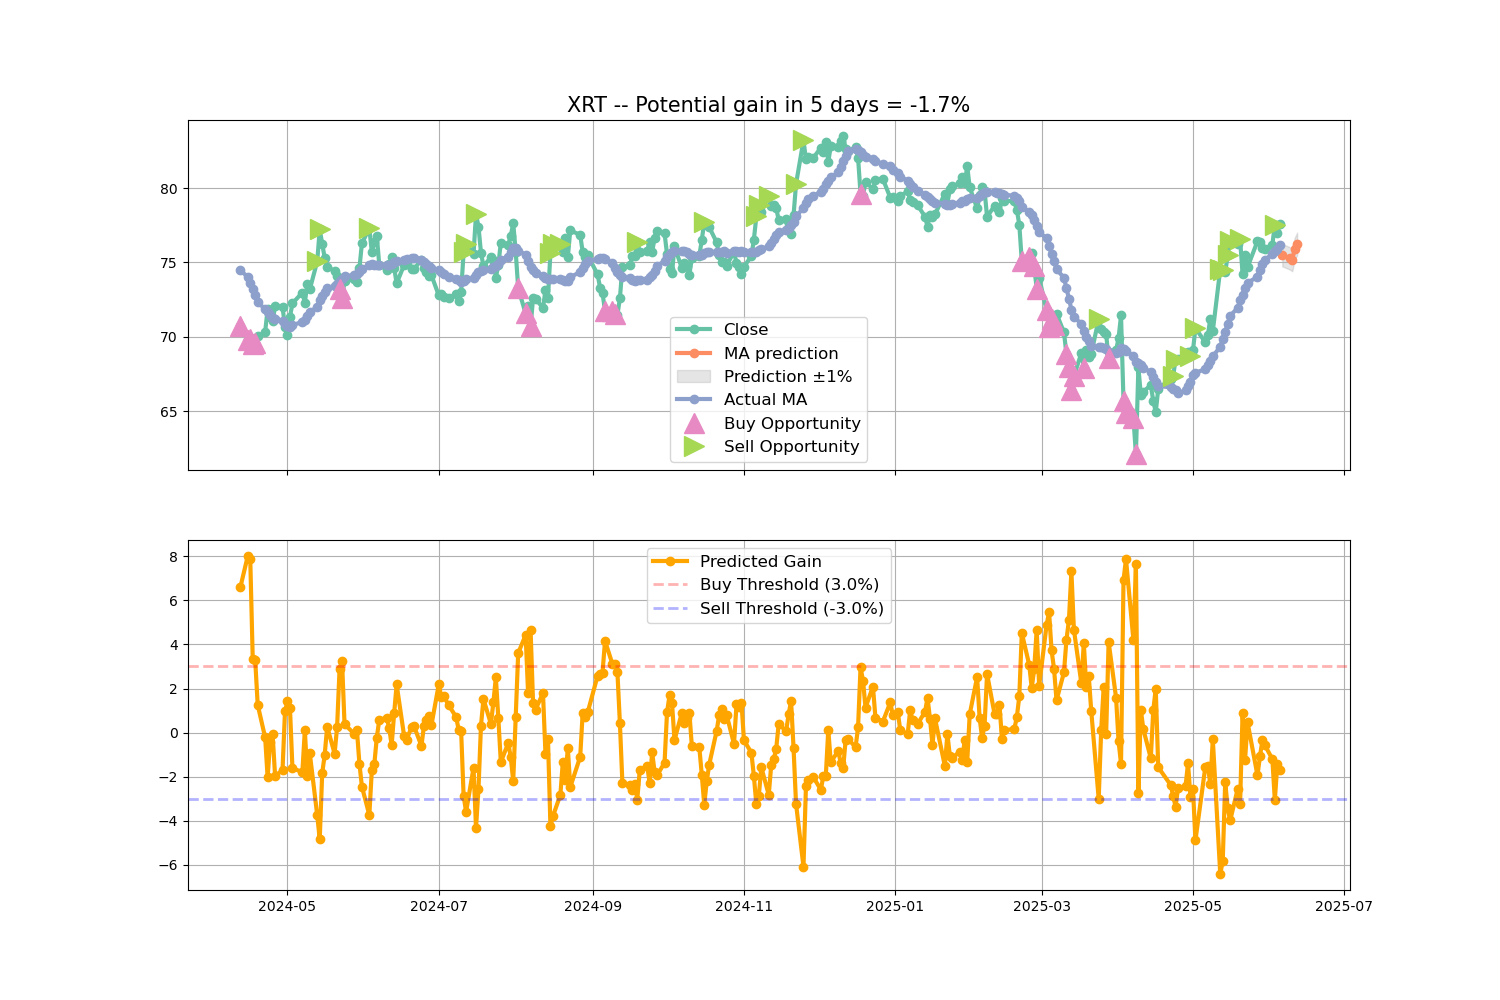 XRT -- Potential gain in 5 days = -1.7%
80
75
70
65
Close
MA prediction
Prediction ±1%
Actual MA
Buy Opportunity
Sell Opportunity
8
6
4
2
0
−2
−4
−6
Predicted Gain
Buy Threshold (3.0%)
Sell Threshold (-3.0%)
2024-05 2024-07 2024-09 2024-11 2025-01 2025-03 2025-05 2025-07